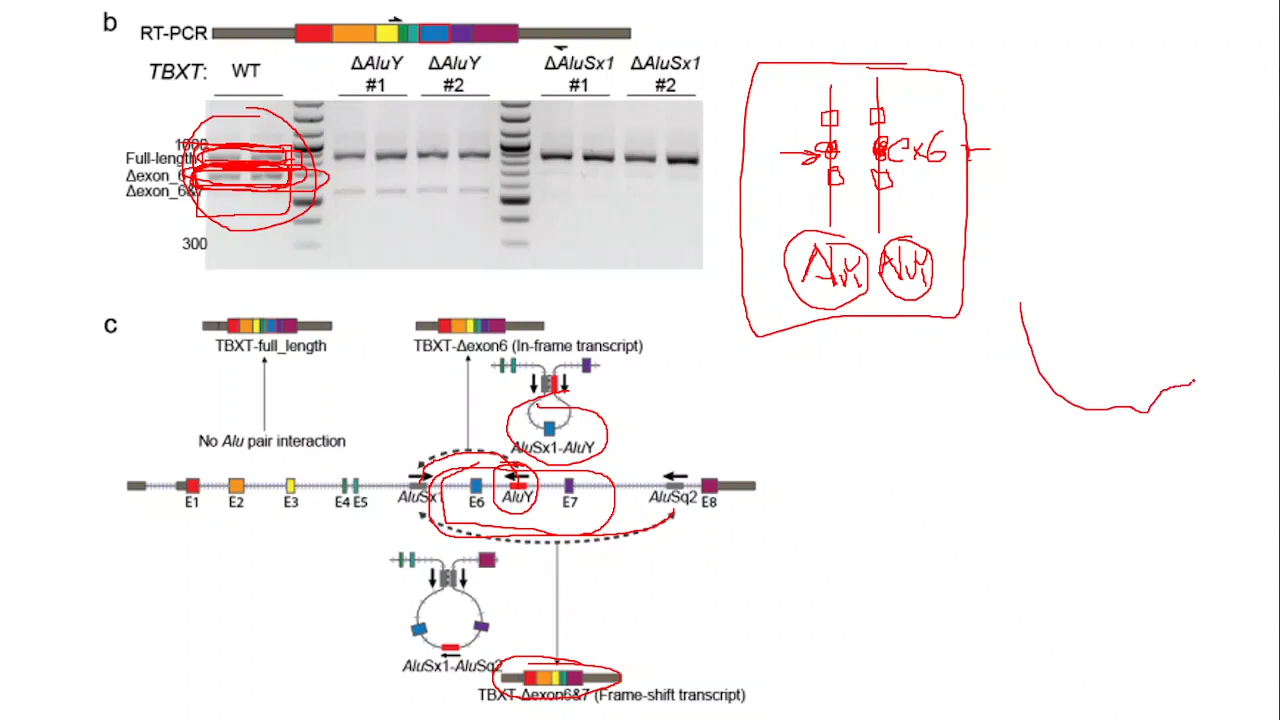 b
RT-PCR
TBXT: WT ΔAluY #1 ΔAluY #2 ΔAluSx1 #1 ΔAluSx1 #2
1000
Full-length
Δexon_6
Δexon_6&7
300
ex6
AluY AluY
c
TBXT-full_length
TBXT-Δexon6 (In-frame transcript)
No Alu pair interaction
AluSx1-AluY
E1 E2 E3 E4 E5 AluSx1 E6 AluY E7 AluSq2 E8
AluSx1-AluSq2
TBXT-Δexon6&7 (Frame-shift transcript)